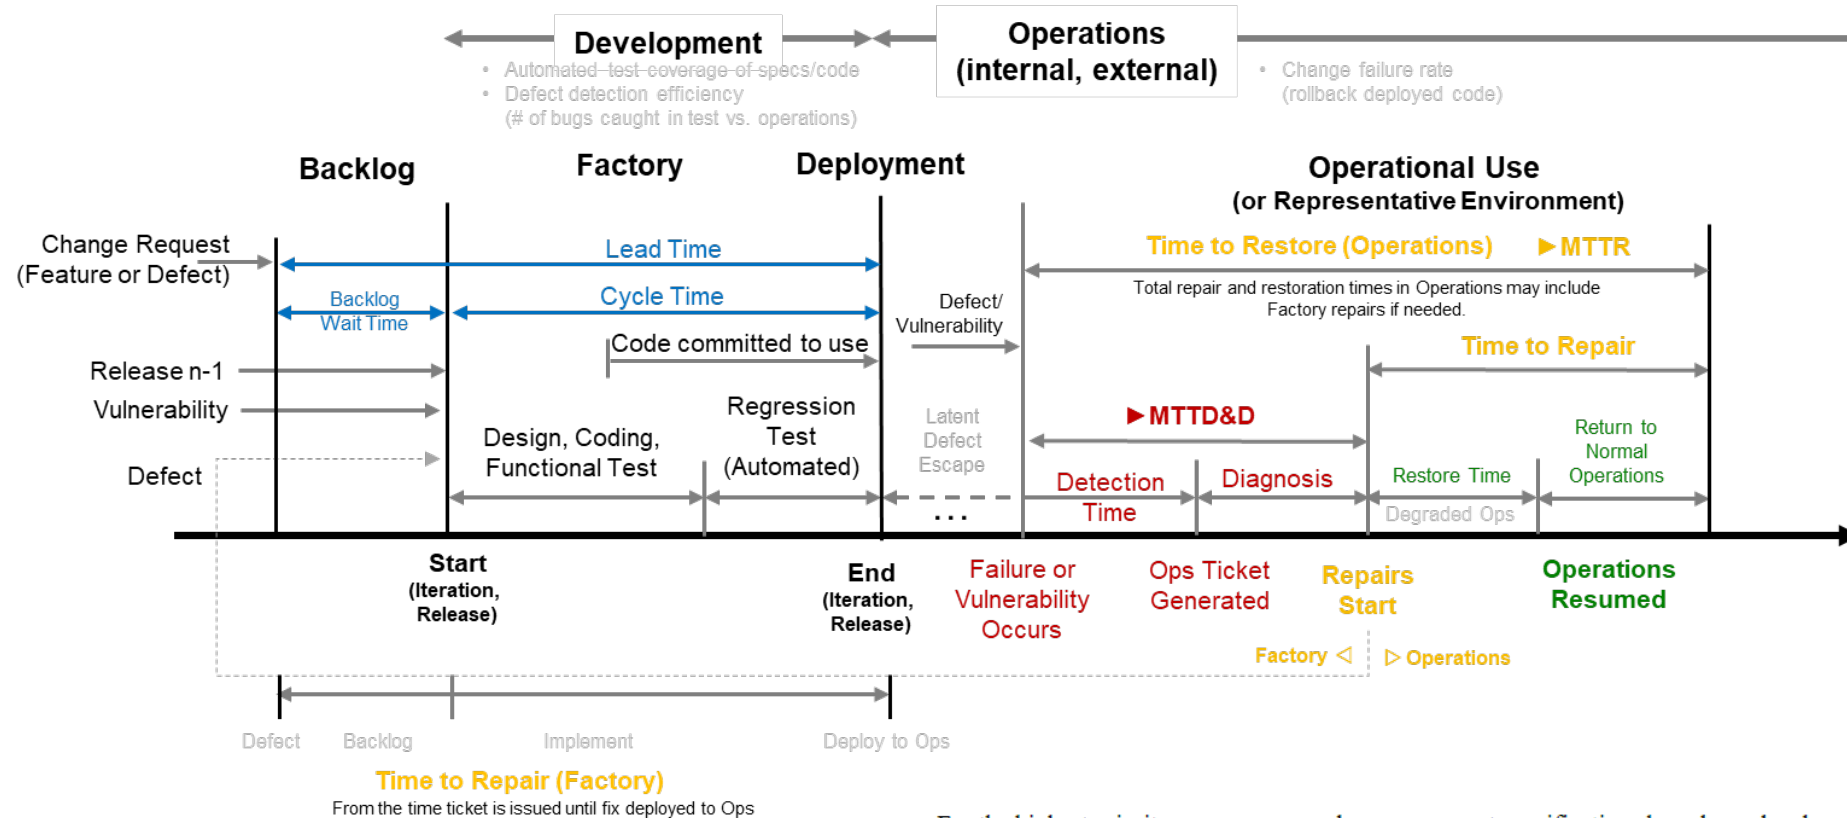 Development
Operations
(internal, external)
• Automated test coverage of specs/code
• Defect detection efficiency
(# of bugs caught in test vs. operations)
• Change failure rate
(rollback deployed code)
Backlog
Factory
Deployment
Operational Use
(or Representative Environment)
Change Request
(Feature or Defect)
Lead Time
Time to Restore (Operations)
►MTTR
Backlog
Wait Time
Cycle Time
Total repair and restoration times in Operations may include
Factory repairs if needed.
Defect/
Vulnerability
Code committed to use
Time to Repair
Release n-1
Vulnerability
Defect
Design, Coding,
Functional Test
Regression
Test
(Automated)
Latent
Defect
Escape
►MTTD&D
Detection
Time
Diagnosis
Restore Time
Degraded Ops
Return to
Normal
Operations
...
Start
(Iteration,
Release)
End
(Iteration,
Release)
Failure or
Vulnerability
Occurs
Ops Ticket
Generated
Repairs
Start
Operations
Resumed
Factory ◁
▷ Operations
Defect
Backlog
Implement
Deploy to Ops
Time to Repair (Factory)
From the time ticket is issued until fix deployed to Ops